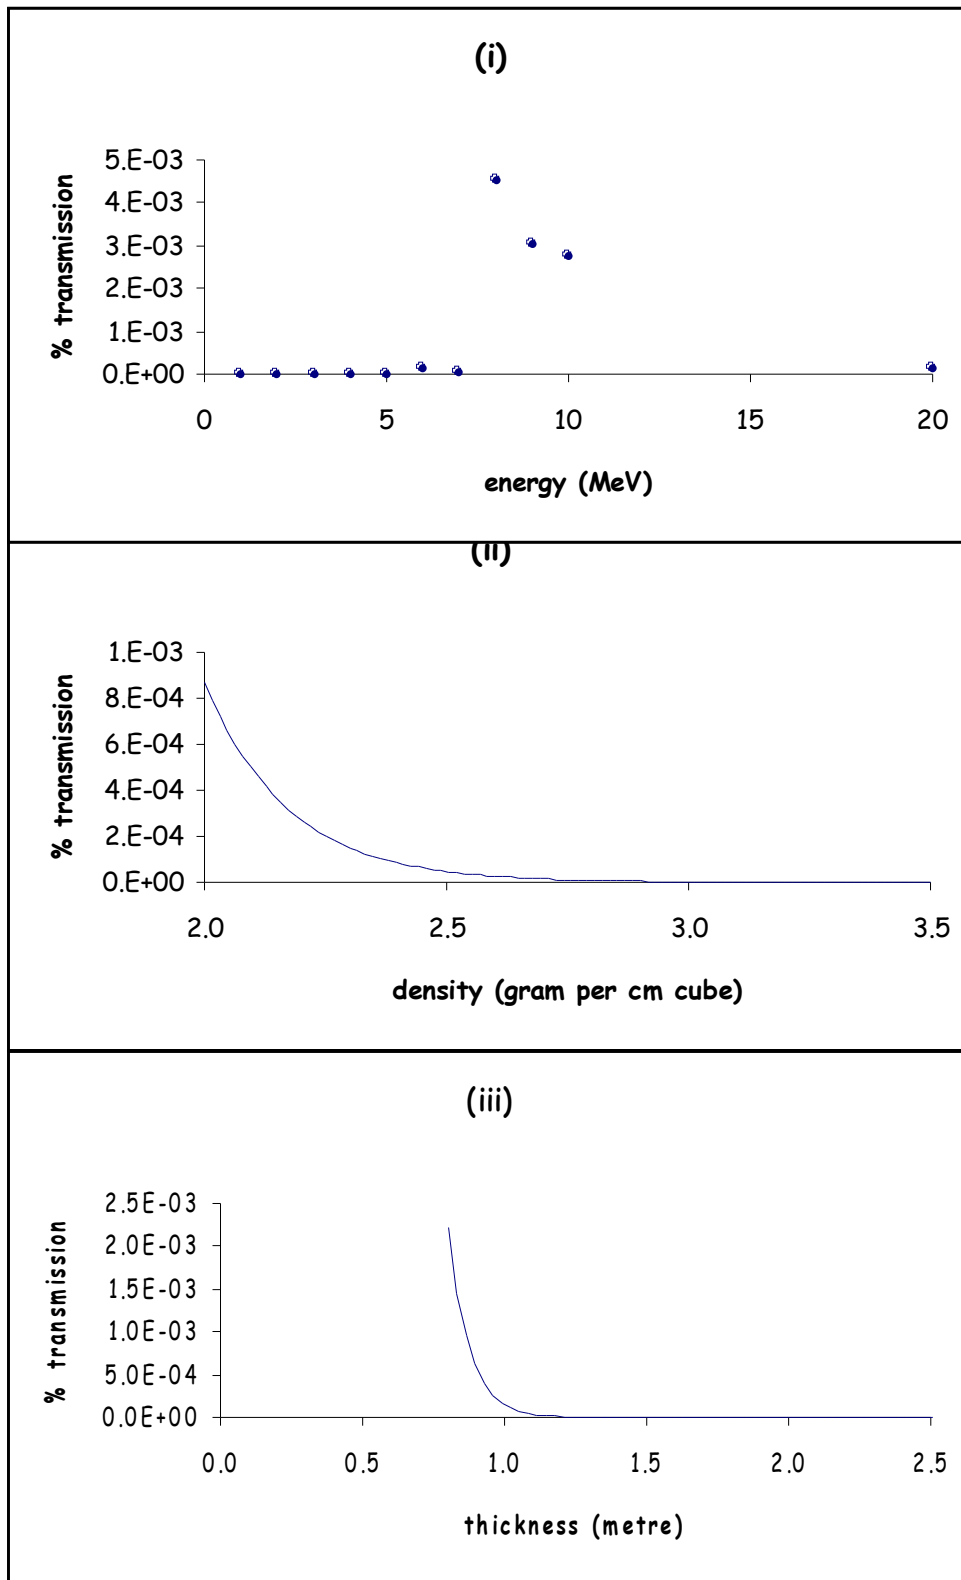 (i)
5.E-03
4.E-03
3.E-03
2.E-03
1.E-03
0.E+00
% transmission
0 5 10 15 20
energy (MeV)
(ii)
1.E-03
8.E-04
6.E-04
4.E-04
2.E-04
0.E+00
% transmission
2.0 2.5 3.0 3.5
density (gram per cm cube)
(iii)
2.5E-03
2.0E-03
1.5E-03
1.0E-03
5.0E-04
0.0E+00
% transmission
0.0 0.5 1.0 1.5 2.0 2.5
thickness (metre)